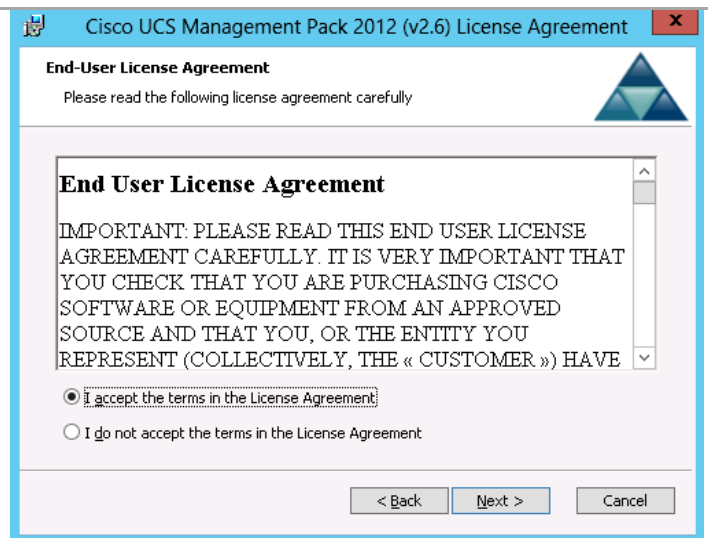 Cisco UCS Management Pack 2012 (v2.6) License Agreement
x
End-User License Agreement
Please read the following license agreement carefully
End User License Agreement
IMPORTANT: PLEASE READ THIS END USER LICENSE
AGREEMENT CAREFULLY. IT IS VERY IMPORTANT THAT
YOU CHECK THAT YOU ARE PURCHASING CISCO
SOFTWARE OR EQUIPMENT FROM AN APPROVED
SOURCE AND THAT YOU, OR THE ENTITY YOU
REPRESENT (COLLECTIVELY, THE « CUSTOMER ») HAVE
I accept the terms in the License Agreement
I do not accept the terms in the License Agreement
< Back Next > Cancel